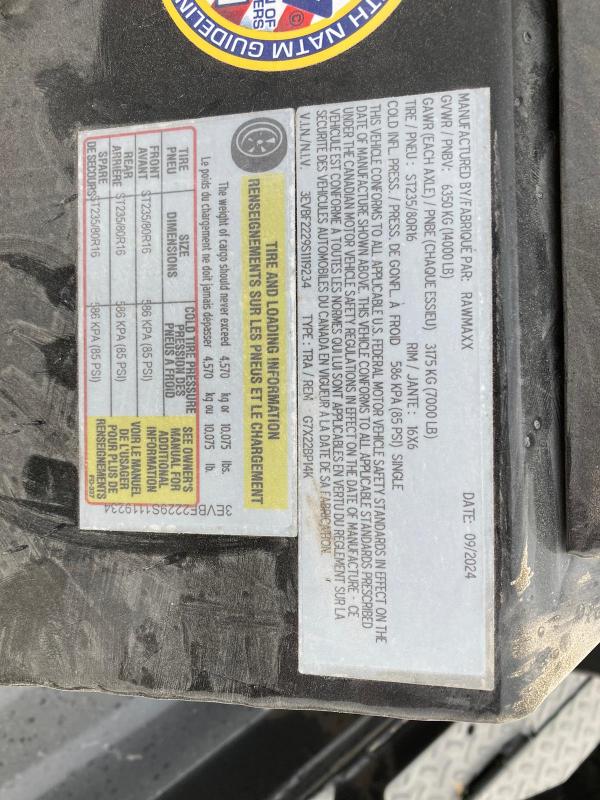 TH NATM GUIDELIN
MANUFACTURED BY/FABRIQUÉ PAR: RAWMAXX DATE: 09/2024
GVWR / PNBV: 6350 KG (14000 LB)
GAWR (EACH AXLE) / PNBE (CHAQUE ESSEU) 3175 KG (7000 LB)
TIRE / PNEU: ST235/80R16 RIM / JANTE: 16X6
COLD INFL. PRESS. / PRESS. DE GONFL. À FROID 586 KPA (85 PSI) SINGLE
THIS VEHICLE CONFORMS TO ALL APPLICABLE U.S. FEDERAL MOTOR VEHICLE SAFETY STANDARDS IN EFFECT ON THE
DATE OF MANUFACTURE SHOWN ABOVE. THIS VEHICLE CONFORMS TO ALL APPLICABLE STANDARDS PRESCRIBED
UNDER THE CANADIAN MOTOR VEHICLE SAFETY REGULATIONS IN EFFECT ON THE DATE OF MANUFACTURE - CE
VÉHICULE EST CONFORME À TOUTES LES NORMES QUI LUI SONT APPLICABLES EN VERTU DU RÈGLEMENT SUR LA
SÉCURITÉ DES VÉHICULES AUTOMOBILES DU CANADA EN VIGUEUR À LA DATE DE SA FABRICATION.
V.I.N./N.I.V. TYPE: TRA / REM G7X222BP14K
TIRE AND LOADING INFORMATION
RENSEIGNEMENTS SUR LES PNEUS ET LE CHARGEMENT
The weight of cargo should never exceed 4,570 kg or 10,075 lbs.
Le poids du chargement ne doit jamais dépasser 4,570 kg ou 10,075 lb.
TIRE PNEU
SIZE DIMENSIONS
COLD TIRE PRESSURE
PRESSION DES
PNEUS À FROID
FRONT AVANT ST235/80R16 586 KPA (85 PSI)
REAR ARRIÈRE ST235/80R16 586 KPA (85 PSI)
SPARE DE SECOURS ST235/80R16 586 KPA (85 PSI)
SEE OWNER'S
MANUAL FOR
ADDITIONAL
INFORMATION
VOIR LE MANUEL
DE L'USAGER
POUR PLUS DE
RENSEIGNEMENTS